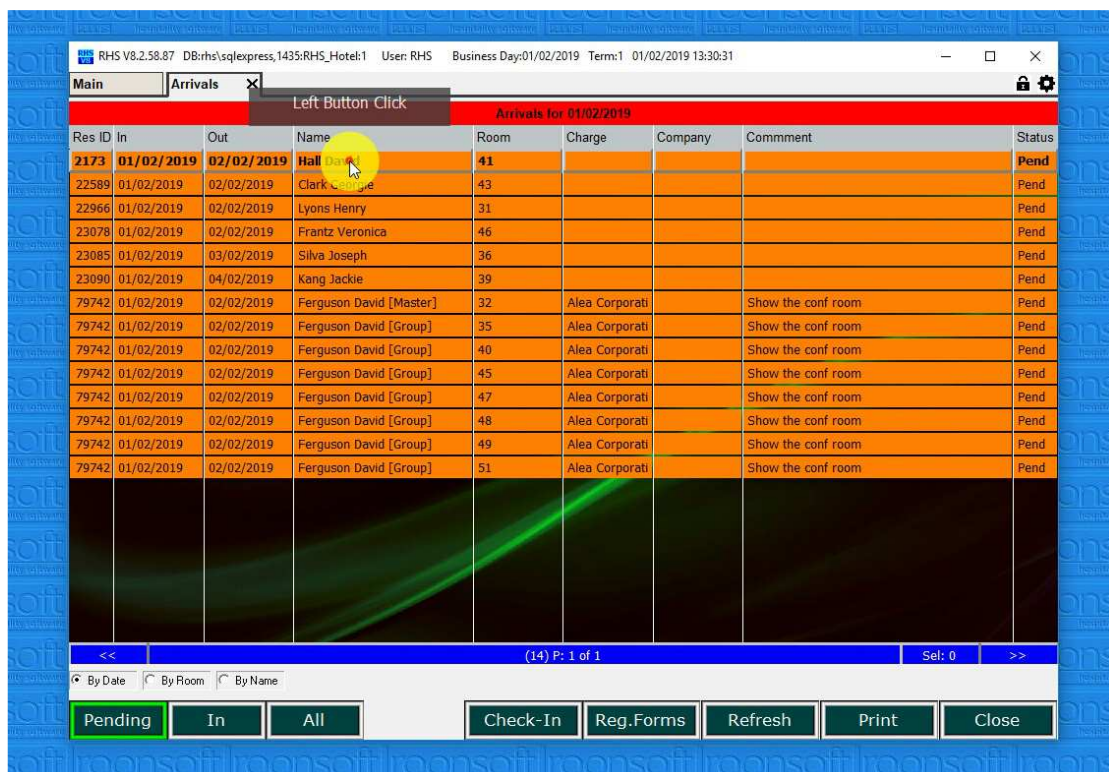 RHS V8.2.58.87 DB:rhs\sqlexpress,1435:RHS_Hotel:1 User: RHS Business Day:01/02/2019 Term:1 01/02/2019 13:30:31
Main Arrivals X
Left Button Click
Arrivals for 01/02/2019
Res ID In Out Name Room Charge Company Commment Status
2173 01/02/2019 02/02/2019 Hall David 41 Pend
22589 01/02/2019 02/02/2019 Clark Georgie 43 Pend
22966 01/02/2019 02/02/2019 Lyons Henry 31 Pend
23078 01/02/2019 02/02/2019 Frantz Veronica 46 Pend
23085 01/02/2019 03/02/2019 Silva Joseph 36 Pend
23090 01/02/2019 04/02/2019 Kang Jackie 39 Pend
79742 01/02/2019 02/02/2019 Ferguson David [Master] 32 Alea Corporati Show the conf room Pend
79742 01/02/2019 02/02/2019 Ferguson David [Group] 35 Alea Corporati Show the conf room Pend
79742 01/02/2019 02/02/2019 Ferguson David [Group] 40 Alea Corporati Show the conf room Pend
79742 01/02/2019 02/02/2019 Ferguson David [Group] 45 Alea Corporati Show the conf room Pend
79742 01/02/2019 02/02/2019 Ferguson David [Group] 47 Alea Corporati Show the conf room Pend
79742 01/02/2019 02/02/2019 Ferguson David [Group] 48 Alea Corporati Show the conf room Pend
79742 01/02/2019 02/02/2019 Ferguson David [Group] 49 Alea Corporati Show the conf room Pend
79742 01/02/2019 02/02/2019 Ferguson David [Group] 51 Alea Corporati Show the conf room Pend
<< (14) P: 1 of 1 Sel: 0 >>
By Date By Room By Name
Pending In All Check-In Reg.Forms Refresh Print Close